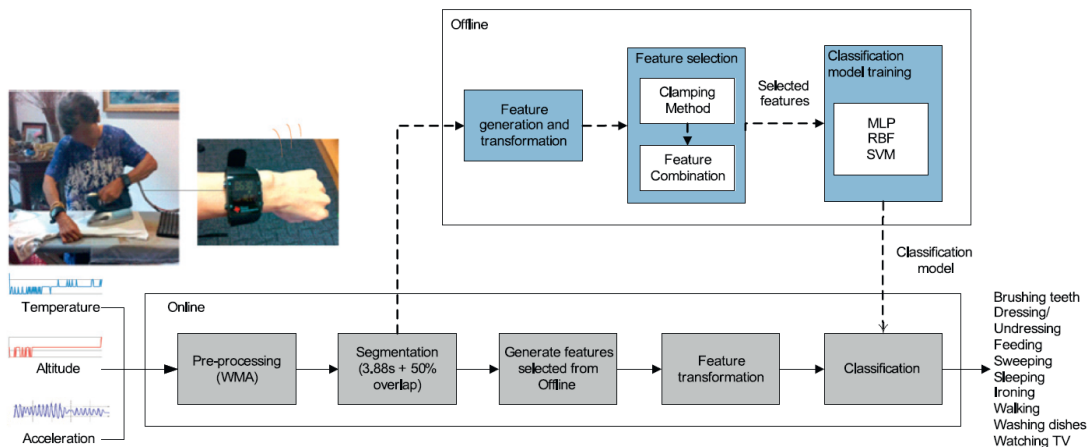 Offline
Feature
generation and
transformation
Feature selection
Clamping
Method
Feature
Combination
Selected
features
Classification
model training
MLP
RBF
SVM
Classification
model
Temperature
Altitude
Acceleration
Online
Pre-processing
(WMA)
Segmentation
(3.88s + 50%
overlap)
Generate features
selected from
Offline
Feature
transformation
Classification
Brushing teeth
Dressing/
Undressing
Feeding
Sweeping
Sleeping
Ironing
Walking
Washing dishes
Watching TV